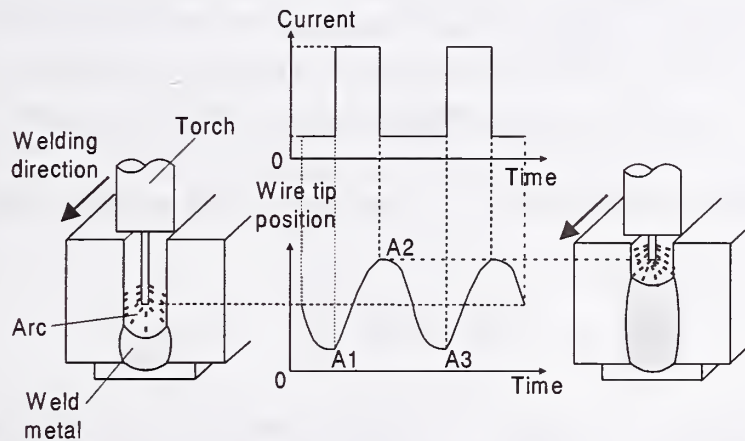 Current
0
Time
Welding
direction
Torch
Wire tip
position
A2
Arc
A1
A3
0
Time
Weld
metal